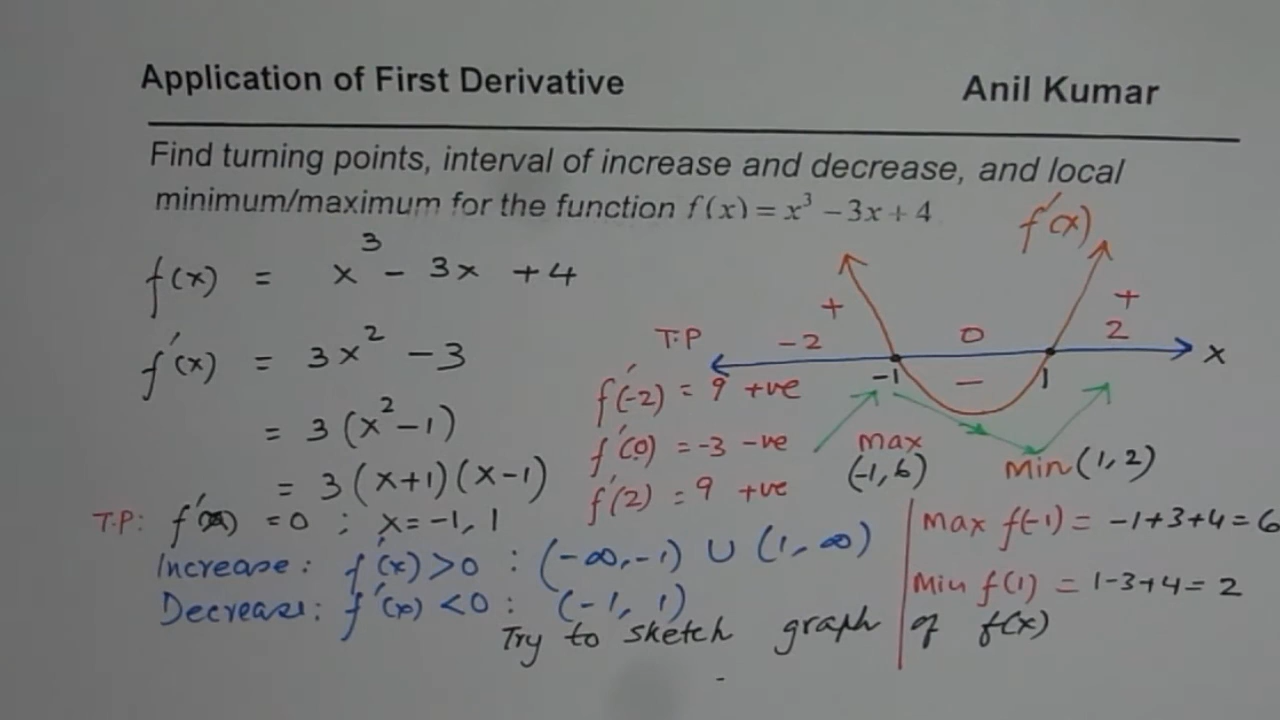 Application of First Derivative Anil Kumar
Find turning points, interval of increase and decrease, and local
minimum/maximum for the function f(x) = x³ − 3x + 4
f(x) = x³ - 3x + 4
f'(x) = 3x² - 3
= 3(x² - 1)
= 3(x+1)(x-1)
T.P: f'(x) = 0 ; x = -1, 1
Increase: f'(x) > 0 : (-∞, -1) ∪ (1, ∞)
Decrease: f'(x) < 0 : (-1, 1)
Try to sketch graph of f(x)
f'(x)
+ +
T.P -2 0 2
x
-1 − 1
f'(-2) = 9 +ve
f'(0) = -3 -ve
f'(2) = 9 +ve
max
(-1, 6)
Min (1, 2)
Max f(-1) = -1+3+4 = 6
Min f(1) = 1-3+4 = 2